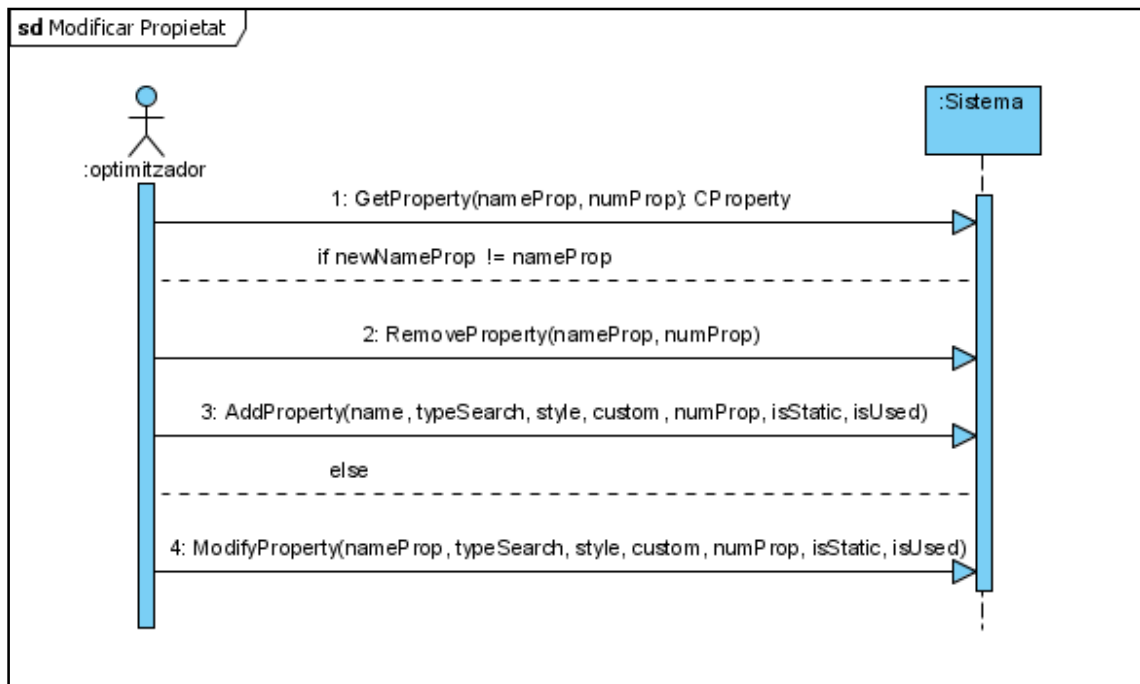 sd Modificar Propietat
:Sistema
:optimitzador
1: GetProperty(nameProp, numProp): CProperty
if newNameProp != nameProp
2: RemoveProperty(nameProp, numProp)
3: AddProperty(name, typeSearch, style, custom, numProp, isStatic, isUsed)
else
4: ModifyProperty(nameProp, typeSearch, style, custom, numProp, isStatic, isUsed)